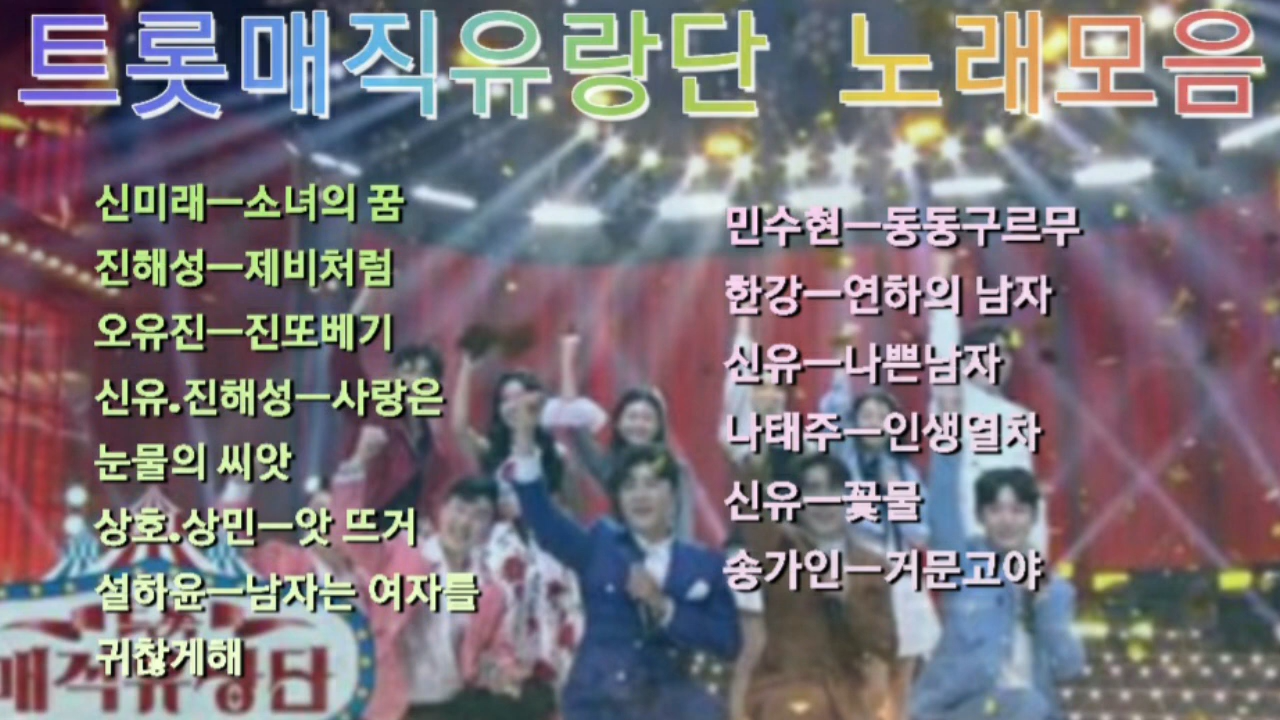 트롯매직유랑단 노래모음
신미래ㅡ소녀의 꿈
진해성ㅡ제비처럼
오유진ㅡ진또베기
신유.진해성ㅡ사랑은
눈물의 씨앗
상호.상민ㅡ앗 뜨거
설하윤ㅡ남자는 여자를
귀찮게해
민수현ㅡ동동구르무
한강ㅡ연하의 남자
신유ㅡ나쁜남자
나태주ㅡ인생열차
신유ㅡ꽃물
송가인ㅡ거문고야
매직유랑단